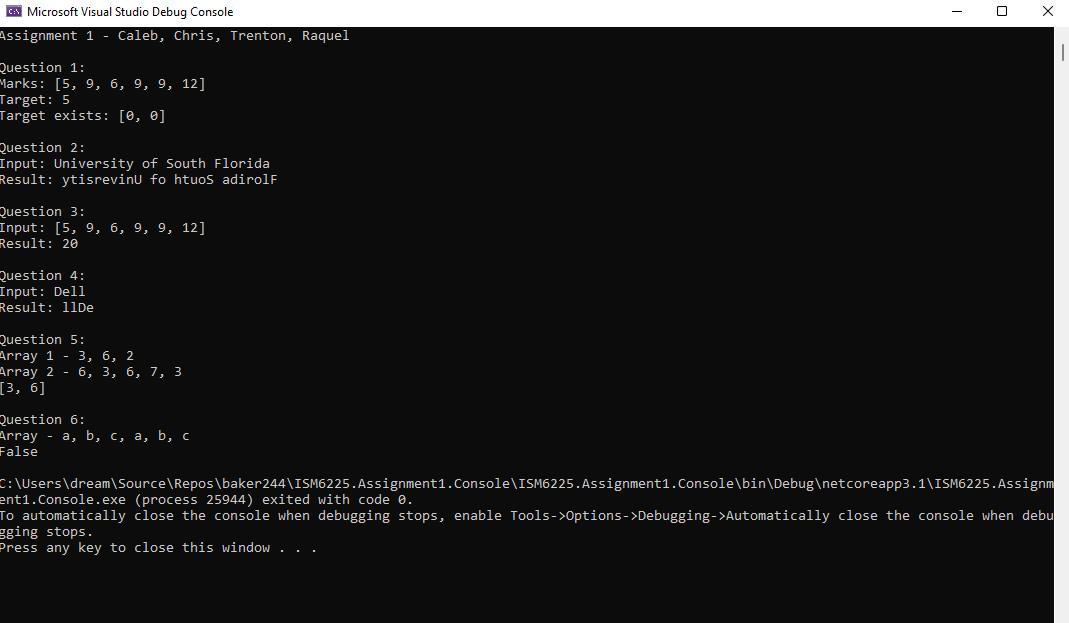 Microsoft Visual Studio Debug Console
Assignment 1 - Caleb, Chris, Trenton, Raquel
Question 1:
Marks: [5, 9, 6, 9, 9, 12]
Target: 5
Target exists: [0, 0]
Question 2:
Input: University of South Florida
Result: ytisrevinU fo htuoS adirolF
Question 3:
Input: [5, 9, 6, 9, 9, 12]
Result: 20
Question 4:
Input: Dell
Result: llDe
Question 5:
Array 1 - 3, 6, 2
Array 2 - 6, 3, 6, 7, 3
[3, 6]
Question 6:
Array - a, b, c, a, b, c
False
C:\Users\dream\Source\Repos\baker244\ISM6225.Assignment1.Console\ISM6225.Assignment1.Console\bin\Debug\netcoreapp3.1\ISM6225.Assignm
ent1.Console.exe (process 25944) exited with code 0.
To automatically close the console when debugging stops, enable Tools->Options->Debugging->Automatically close the console when debu
gging stops.
Press any key to close this window . . .